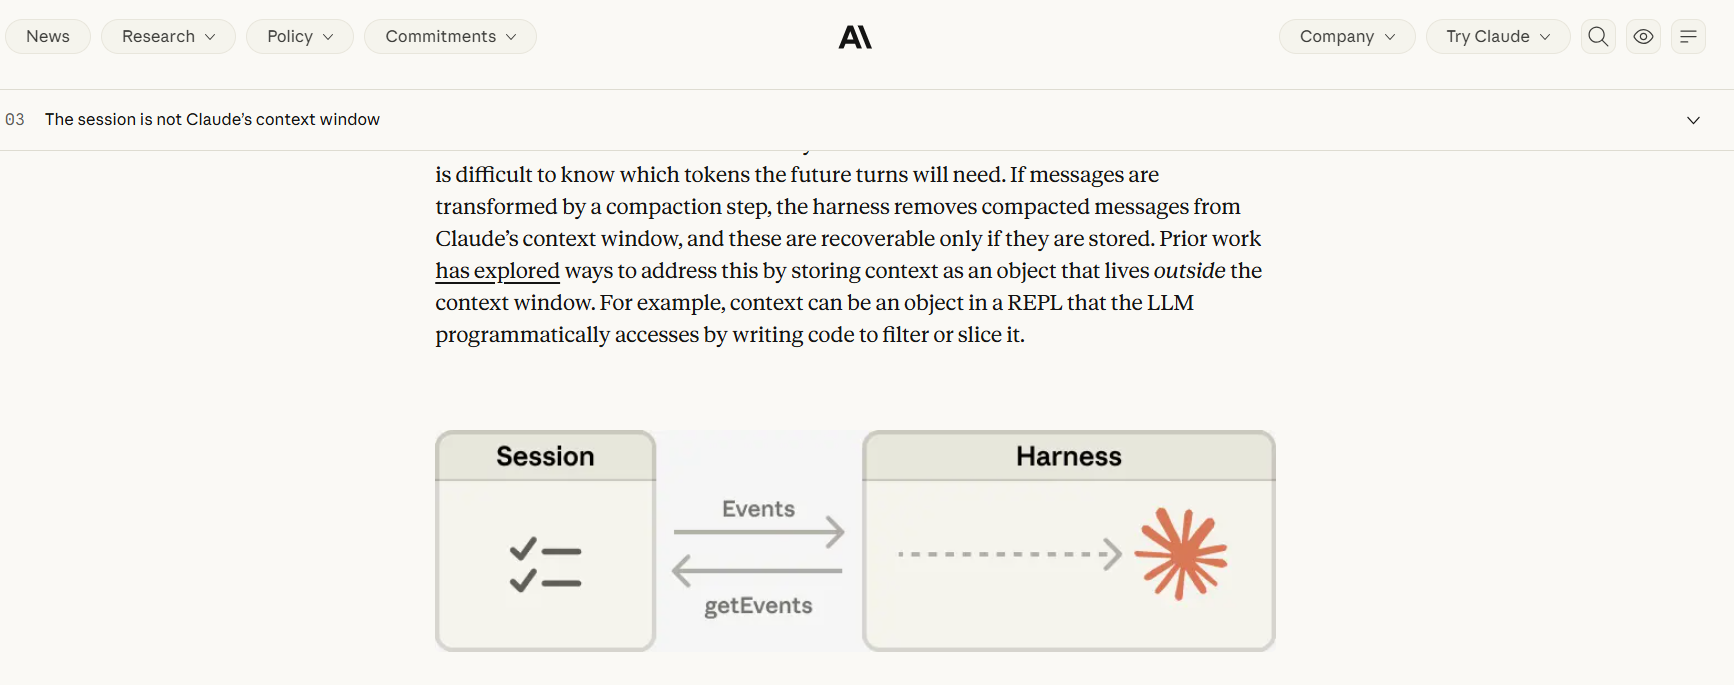 News
Research
Policy
Commitments
Company
Try Claude
03 The session is not Claude's context window
is difficult to know which tokens the future turns will need. If messages are
transformed by a compaction step, the harness removes compacted messages from
Claude’s context window, and these are recoverable only if they are stored. Prior work
has explored ways to address this by storing context as an object that lives outside the
context window. For example, context can be an object in a REPL that the LLM
programmatically accesses by writing code to filter or slice it.
Session
Events
getEvents
Harness